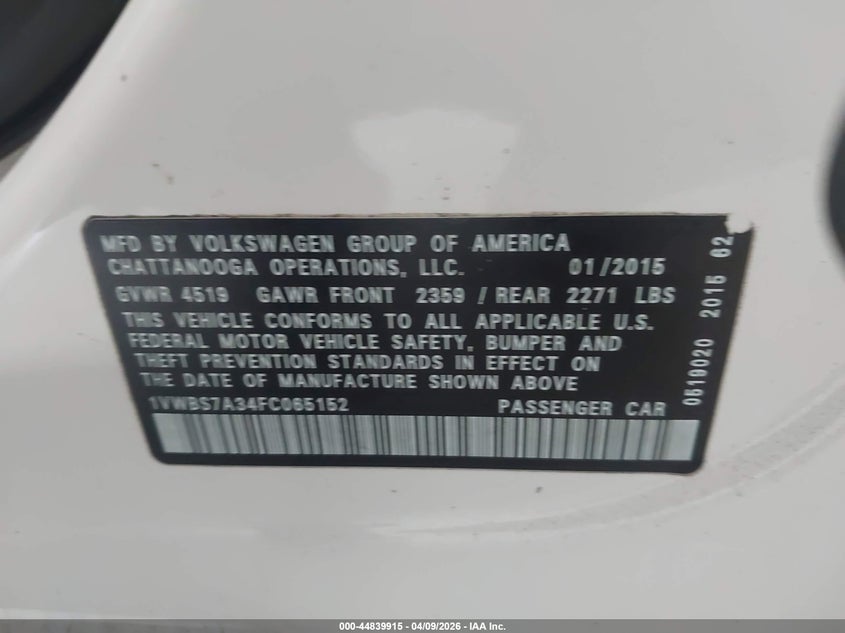 MFD BY VOLKSWAGEN GROUP OF AMERICA
CHATTANOOGA OPERATIONS, LLC. 01/2015
GVWR 4519 GAWR FRONT 2359 / REAR 2271 LBS
THIS VEHICLE CONFORMS TO ALL APPLICABLE U.S.
FEDERAL MOTOR VEHICLE SAFETY, BUMPER AND
THEFT PREVENTION STANDARDS IN EFFECT ON
THE DATE OF MANUFACTURE SHOWN ABOVE
1VWBS7A34FC065152 PASSENGER CAR
0619020 2015 02
000-44839915 - 04/09/2026 - IAA Inc.